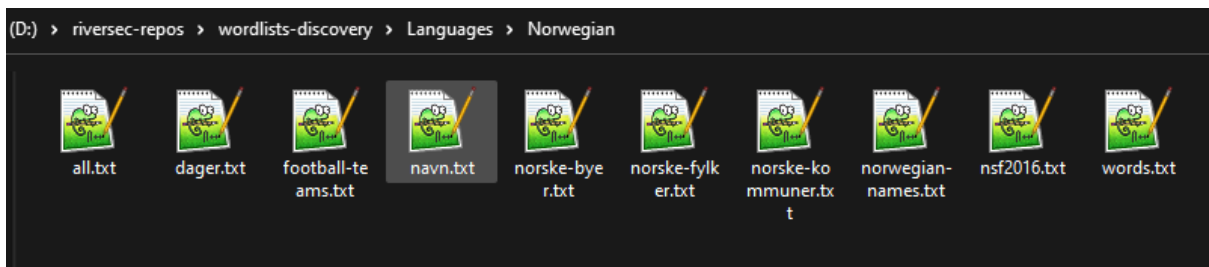 (D:) > riversec-repos > wordlists-discovery > Languages > Norwegian
all.txt
dager.txt
football-te
ams.txt
navn.txt
norske-bye
r.txt
norske-fylk
er.txt
norske-ko
mmuner.tx
t
norwegian-
names.txt
nsf2016.txt
words.txt